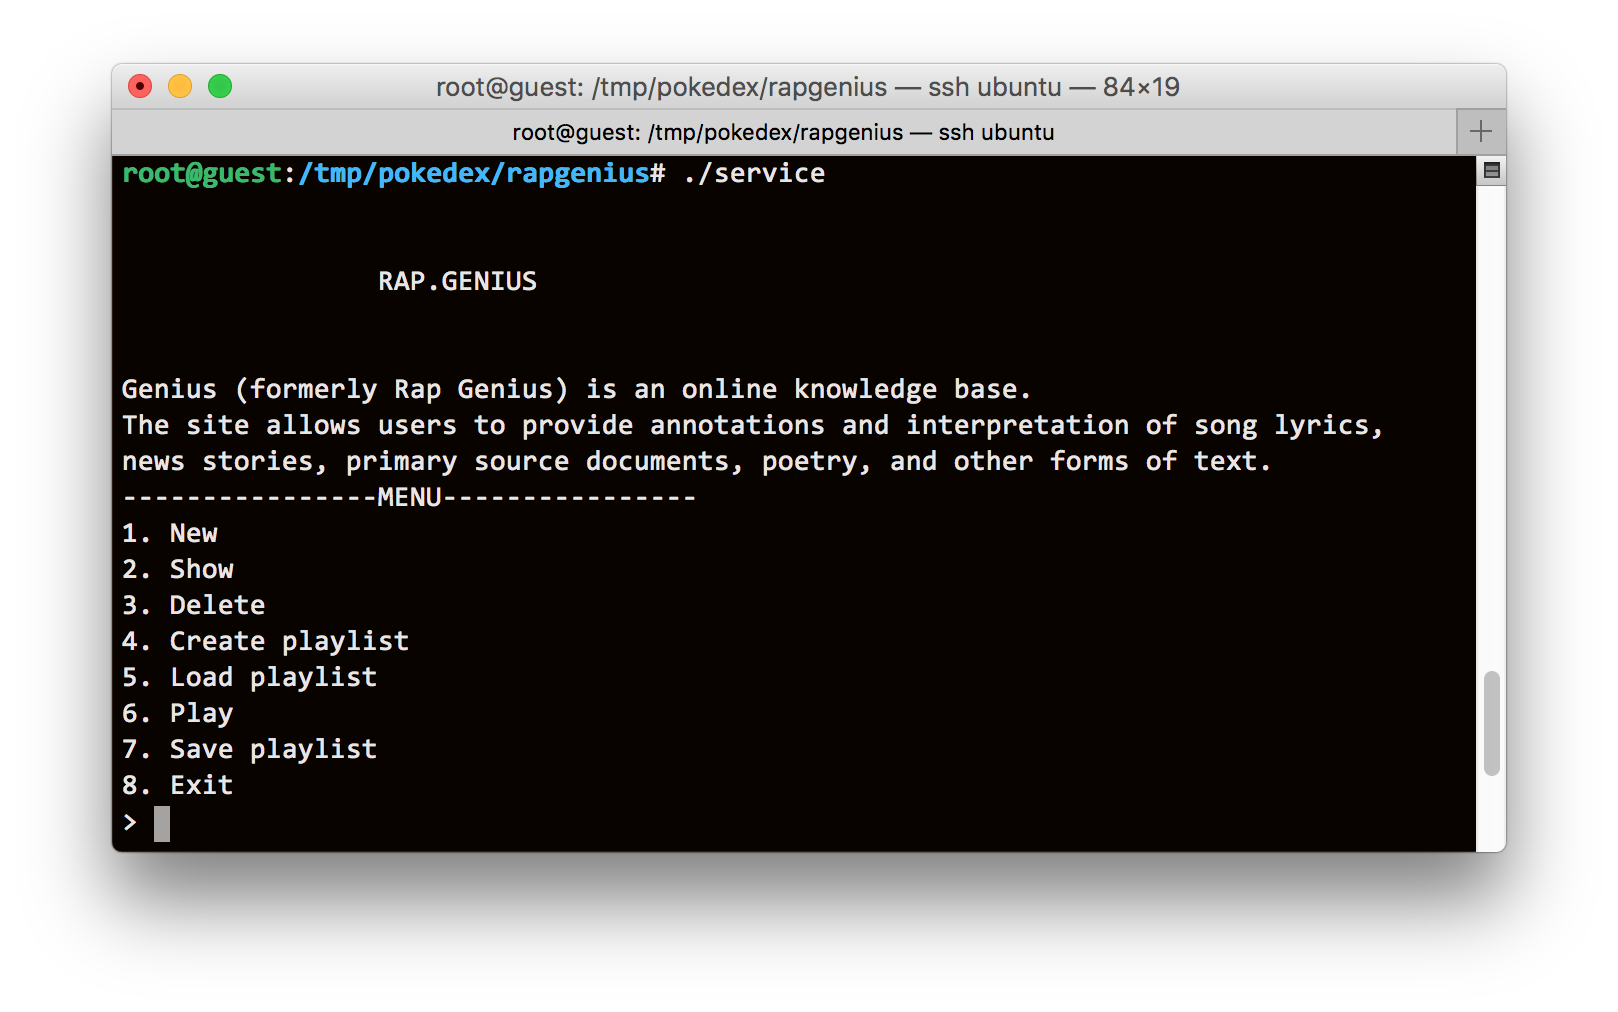 root@guest: /tmp/pokedex/rapgenius — ssh ubuntu — 84×19
root@guest: /tmp/pokedex/rapgenius — ssh ubuntu
root@guest:/tmp/pokedex/rapgenius# ./service
RAP.GENIUS
Genius (formerly Rap Genius) is an online knowledge base.
The site allows users to provide annotations and interpretation of song lyrics,
news stories, primary source documents, poetry, and other forms of text.
----------------MENU----------------
1. New
2. Show
3. Delete
4. Create playlist
5. Load playlist
6. Play
7. Save playlist
8. Exit
>